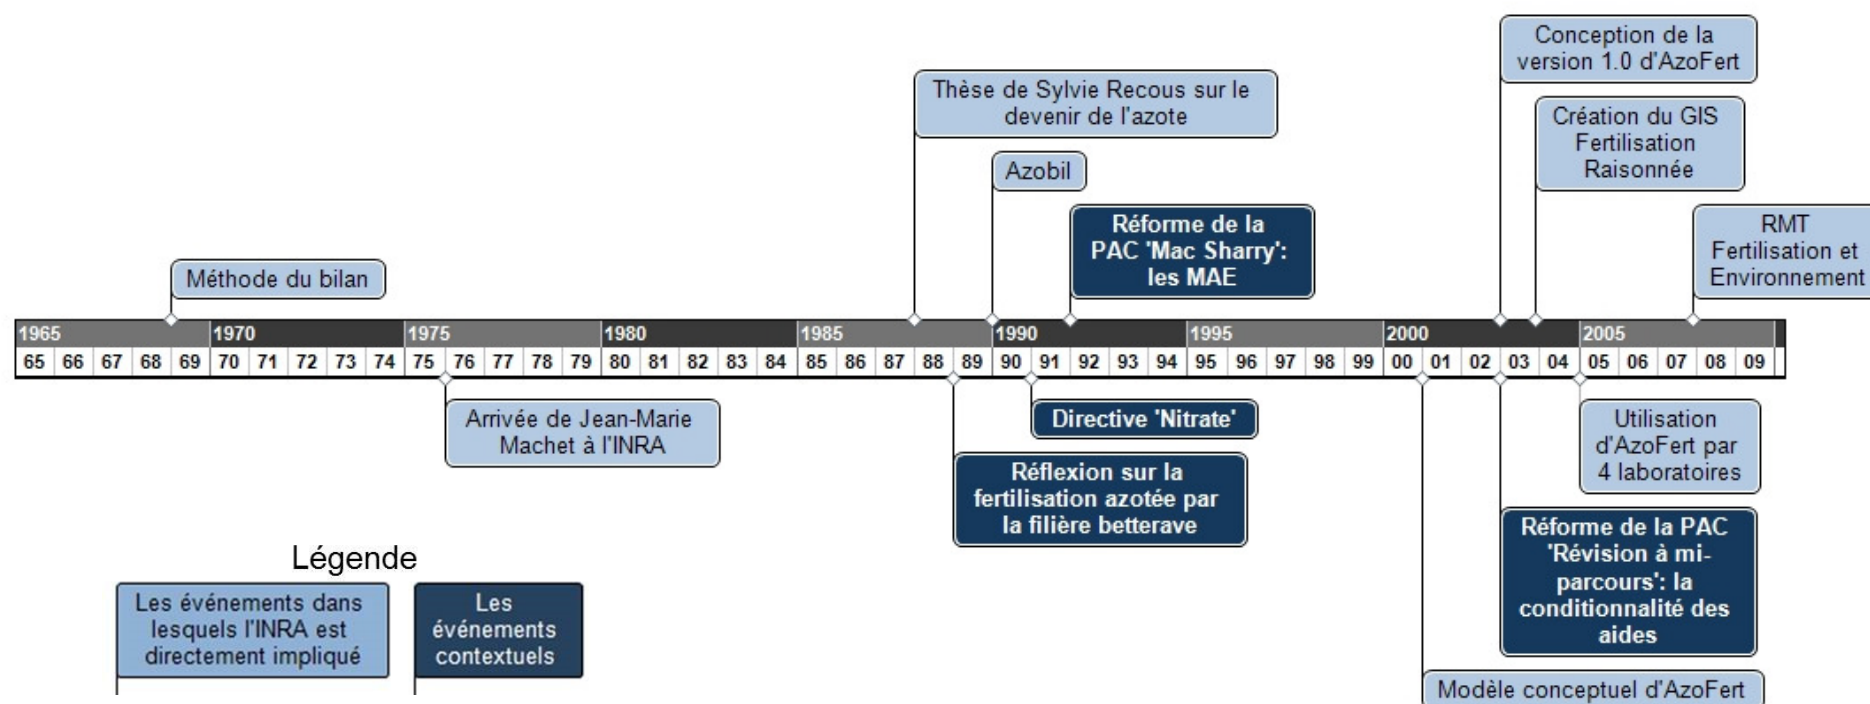 Conception de la
version 1.0 d'AzoFert
Thèse de Sylvie Recous sur le
devenir de l'azote
Création du GIS
Fertilisation
Raisonnée
Azobil
Réforme de la
PAC 'Mac Sharry':
les MAE
RMT
Fertilisation et
Environnement
Méthode du bilan
1965 1970 1975 1980 1985 1990 1995 2000 2005
65 66 67 68 69 70 71 72 73 74 75 76 77 78 79 80 81 82 83 84 85 86 87 88 89 90 91 92 93 94 95 96 97 98 99 00 01 02 03 04 05 06 07 08 09
Arrivée de Jean-Marie
Machet à l'INRA
Directive 'Nitrate'
Utilisation
d'AzoFert par
4 laboratoires
Réflexion sur la
fertilisation azotée par
la filière betterave
Réforme de la PAC
'Révision à mi-
parcours': la
conditionnalité des
aides
Modèle conceptuel d'AzoFert
Légende
Les événements dans
lesquels l'INRA est
directement impliqué
Les
événements
contextuels